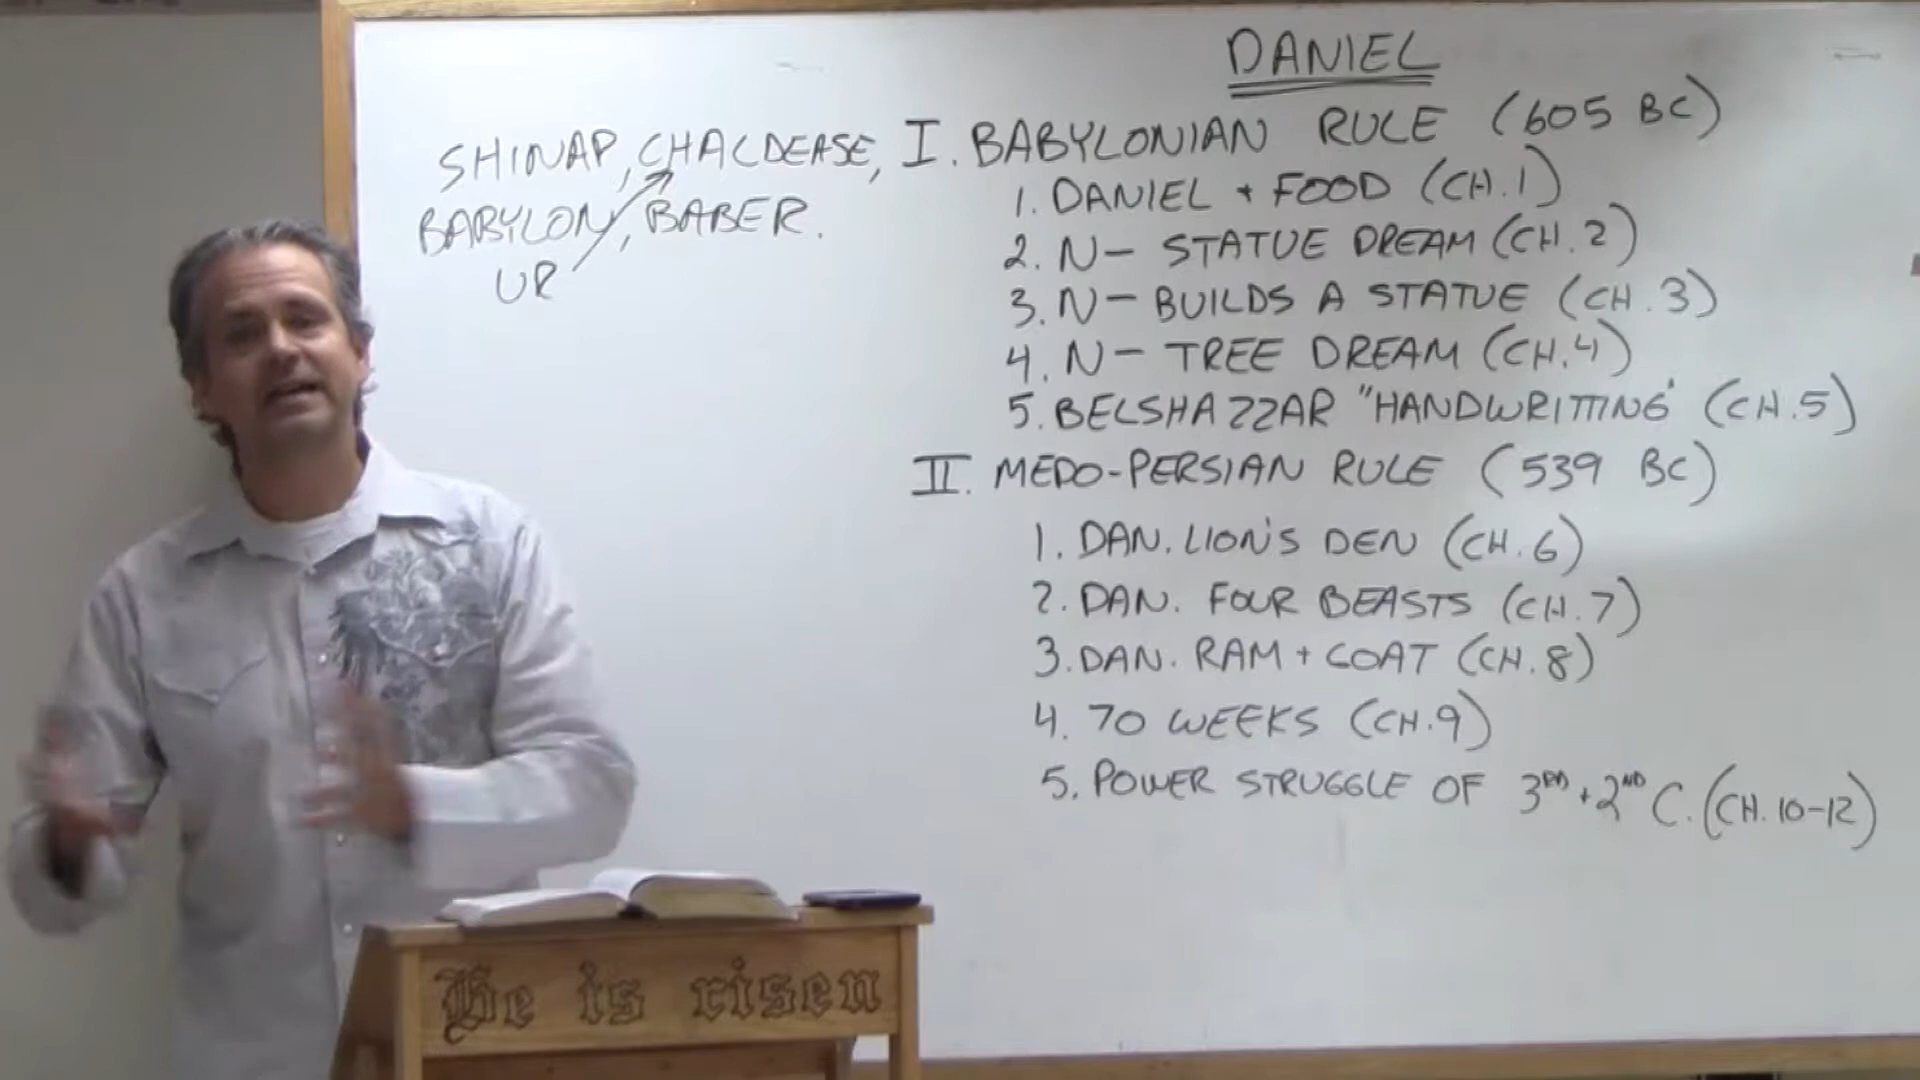 DANIEL
SHINAR, CHALDEASE,
BABYLON, BABER.
UR
I. BABYLONIAN RULE (605 BC)
1. DANIEL + FOOD (CH. 1)
2. N- STATUE DREAM (CH. 2)
3. N- BUILDS A STATUE (CH. 3)
4. N- TREE DREAM (CH. 4)
5. BELSHAZZAR "HANDWRITTING" (CH. 5)
II. MEDO-PERSIAN RULE (539 BC)
1. DAN. LION'S DEN (CH. 6)
2. DAN. FOUR BEASTS (CH. 7)
3. DAN. RAM + GOAT (CH. 8)
4. 70 WEEKS (CH. 9)
5. POWER STRUGGLE OF 3RD + 2ND C. (CH. 10-12)
He is risen